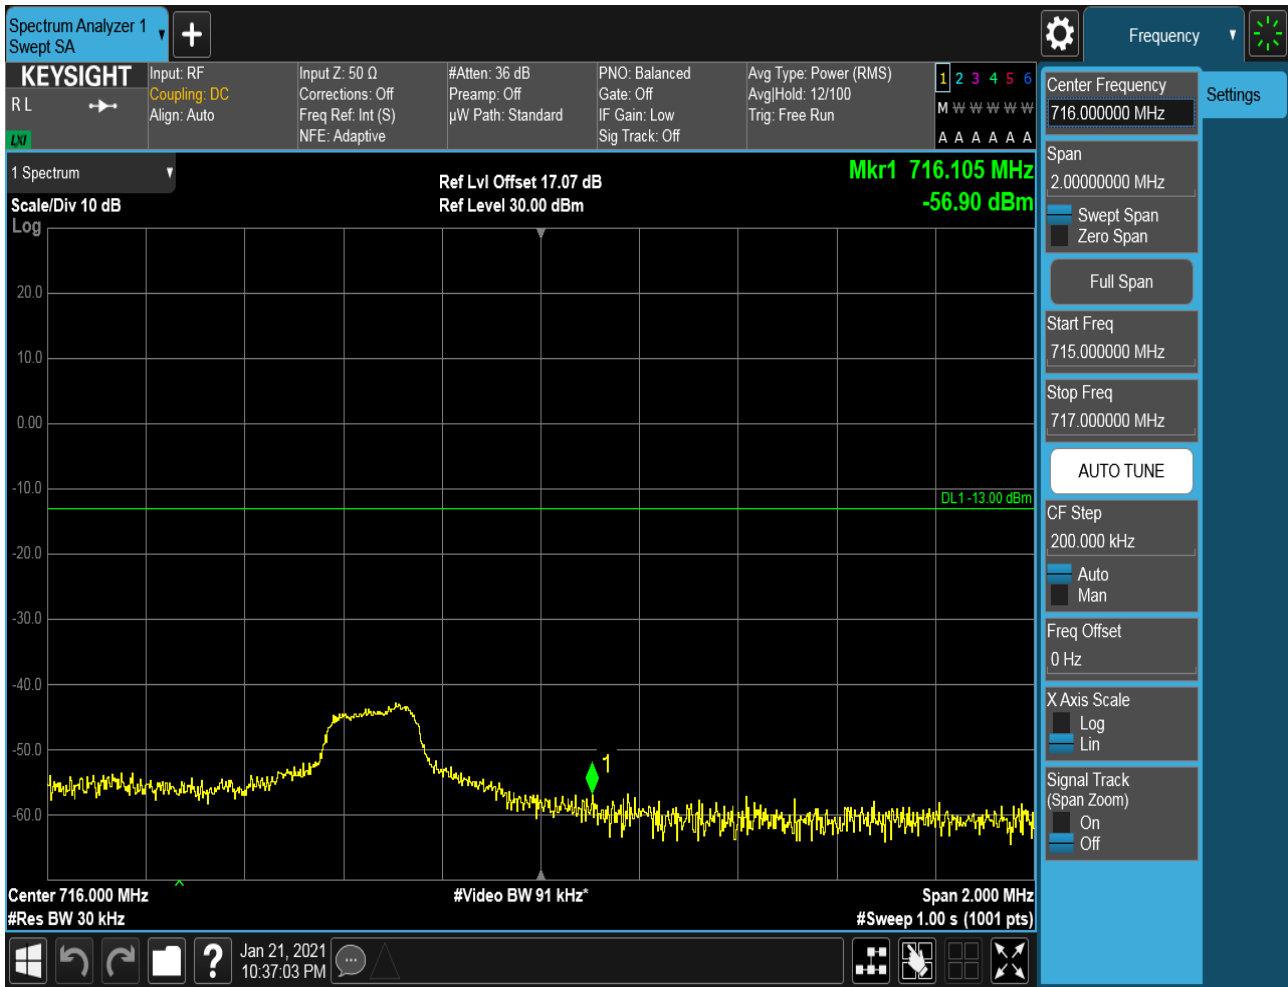 Spectrum Analyzer 1
Swept SA
+
Frequency
KEYSIGHT
R L
LXI
Input: RF
Coupling: DC
Align: Auto
Input Z: 50 Ω
Corrections: Off
Freq Ref: Int (S)
NFE: Adaptive
#Atten: 36 dB
Preamp: Off
µW Path: Standard
PNO: Balanced
Gate: Off
IF Gain: Low
Sig Track: Off
Avg Type: Power (RMS)
Avg|Hold: 12/100
Trig: Free Run
1 2 3 4 5 6
M W W W W W
A A A A A A
1 Spectrum
Scale/Div 10 dB
Log
Ref Lvl Offset 17.07 dB
Ref Level 30.00 dBm
Mkr1 716.105 MHz
-56.90 dBm
20.0
10.0
0.00
-10.0
DL1 -13.00 dBm
-20.0
-30.0
-40.0
-50.0
1
-60.0
Center 716.000 MHz
#Video BW 91 kHz*
Span 2.000 MHz
#Res BW 30 kHz
#Sweep 1.00 s (1001 pts)
?
Jan 21, 2021
10:37:03 PM
Center Frequency
716.000000 MHz
Settings
Span
2.00000000 MHz
Swept Span
Zero Span
Full Span
Start Freq
715.000000 MHz
Stop Freq
717.000000 MHz
AUTO TUNE
CF Step
200.000 kHz
Auto
Man
Freq Offset
0 Hz
X Axis Scale
Log
Lin
Signal Track
(Span Zoom)
On
Off